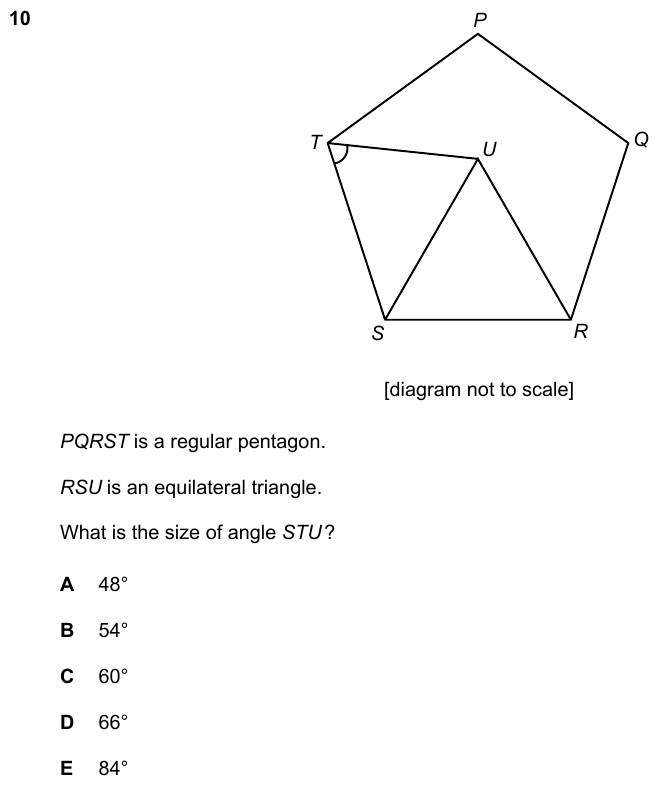 10
P
T
U
Q
S
R
[diagram not to scale]
PQRST is a regular pentagon.
RSU is an equilateral triangle.
What is the size of angle STU?
A 48°
B 54°
C 60°
D 66°
E 84°